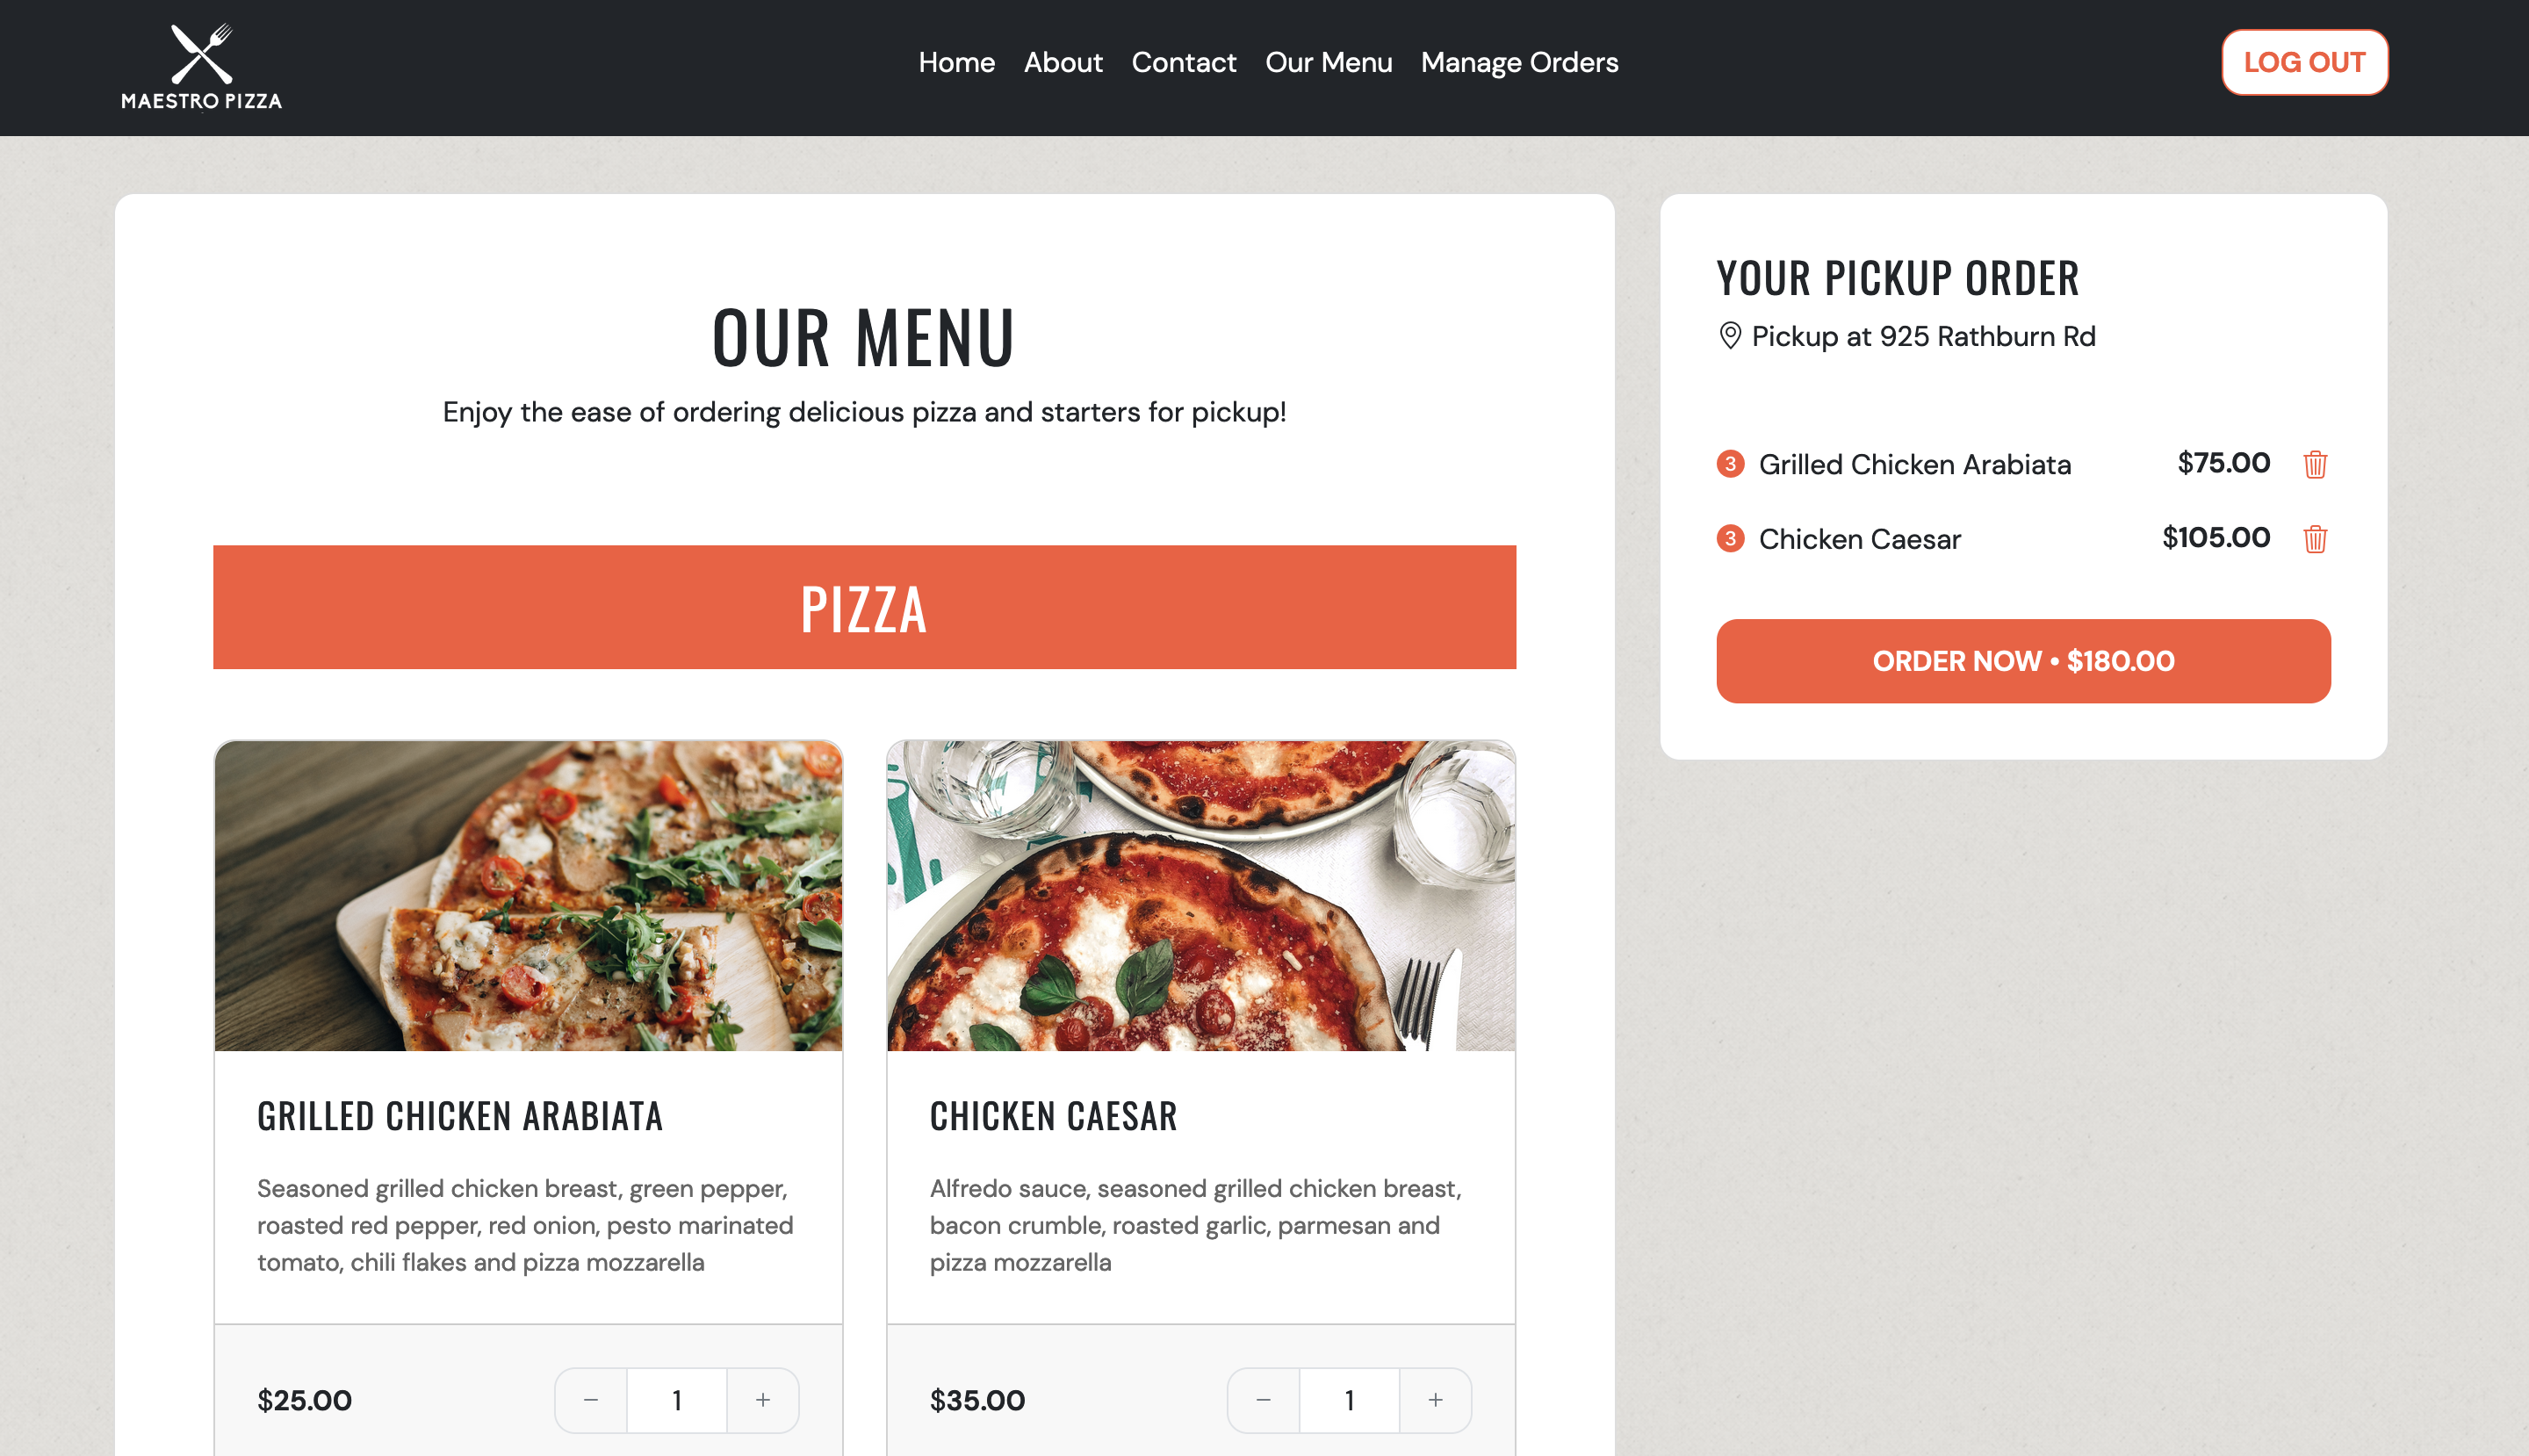 MAESTRO PIZZA
Home About Contact Our Menu Manage Orders
LOG OUT
OUR MENU
Enjoy the ease of ordering delicious pizza and starters for pickup!
PIZZA
GRILLED CHICKEN ARABIATA
Seasoned grilled chicken breast, green pepper,
roasted red pepper, red onion, pesto marinated
tomato, chili flakes and pizza mozzarella
$25.00 − 1 +
CHICKEN CAESAR
Alfredo sauce, seasoned grilled chicken breast,
bacon crumble, roasted garlic, parmesan and
pizza mozzarella
$35.00 − 1 +
YOUR PICKUP ORDER
Pickup at 925 Rathburn Rd
3 Grilled Chicken Arabiata $75.00
3 Chicken Caesar $105.00
ORDER NOW • $180.00